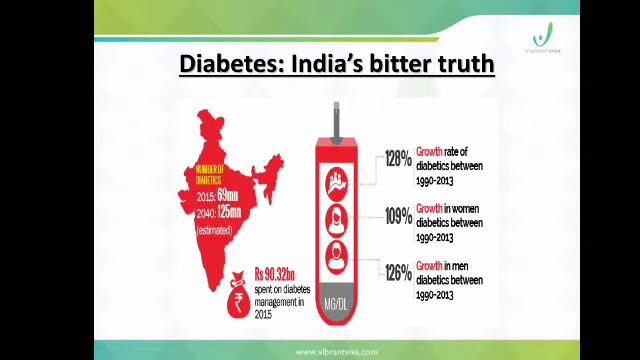 VIBRANTVIVA
Diabetes: India's bitter truth
NUMBER OF
DIABETICS
2015: 69mn
2040: 125mn
(estimated)
Rs 90.32bn
spent on diabetes
management in
2015
₹
MG/DL
128%
Growth rate of
diabetics between
1990-2013
109%
Growth in women
diabetics between
1990-2013
126%
Growth in men
diabetics between
1990-2013
www.vibrantviva.com